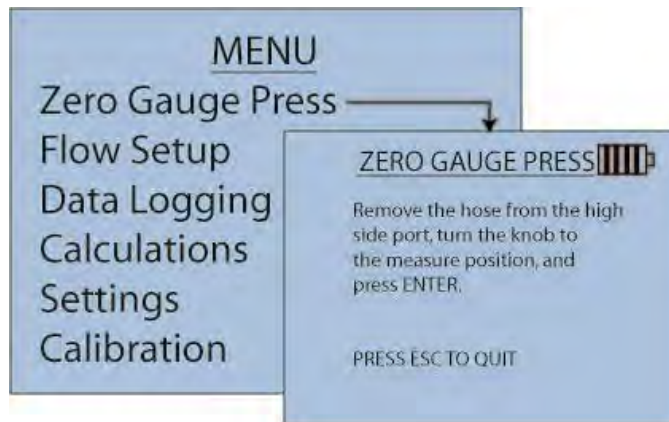 MENU
Zero Gauge Press
Flow Setup
Data Logging
Calculations
Settings
Calibration
ZERO GAUGE PRESS
Remove the hose from the high
side port, turn the knob to
the measure position, and
press ENTER.
PRESS ESC TO QUIT